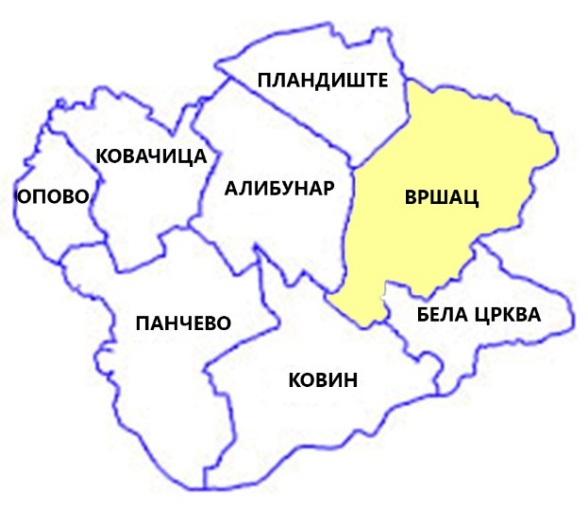 ПЛАНДИШТЕ
КОВАЧИЦА
АЛИБУНАР
ОПОВО
ВРШАЦ
ПАНЧЕВО
БЕЛА ЦРКВА
КОВИН